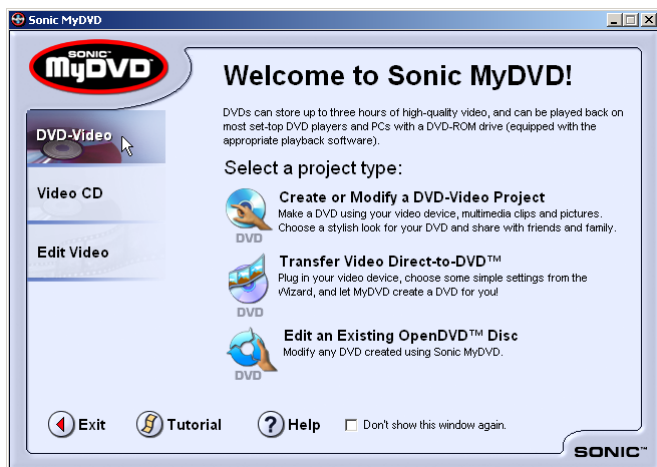 Sonic MyDVD
SONIC™
MyDVD
Welcome to Sonic MyDVD!
DVDs can store up to three hours of high-quality video, and can be played back on
most set-top DVD players and PCs with a DVD-ROM drive (equipped with the
appropriate playback software).
DVD-Video
Video CD
Edit Video
Select a project type:
Create or Modify a DVD-Video Project
Make a DVD using your video device, multimedia clips and pictures.
Choose a stylish look for your DVD and share with friends and family.
DVD
Transfer Video Direct-to-DVD™
Plug in your video device, choose some simple settings from the
Wizard, and let MyDVD create a DVD for you!
DVD
Edit an Existing OpenDVD™ Disc
Modify any DVD created using Sonic MyDVD.
DVD
Exit
Tutorial
? Help
Don't show this window again.
SONIC™